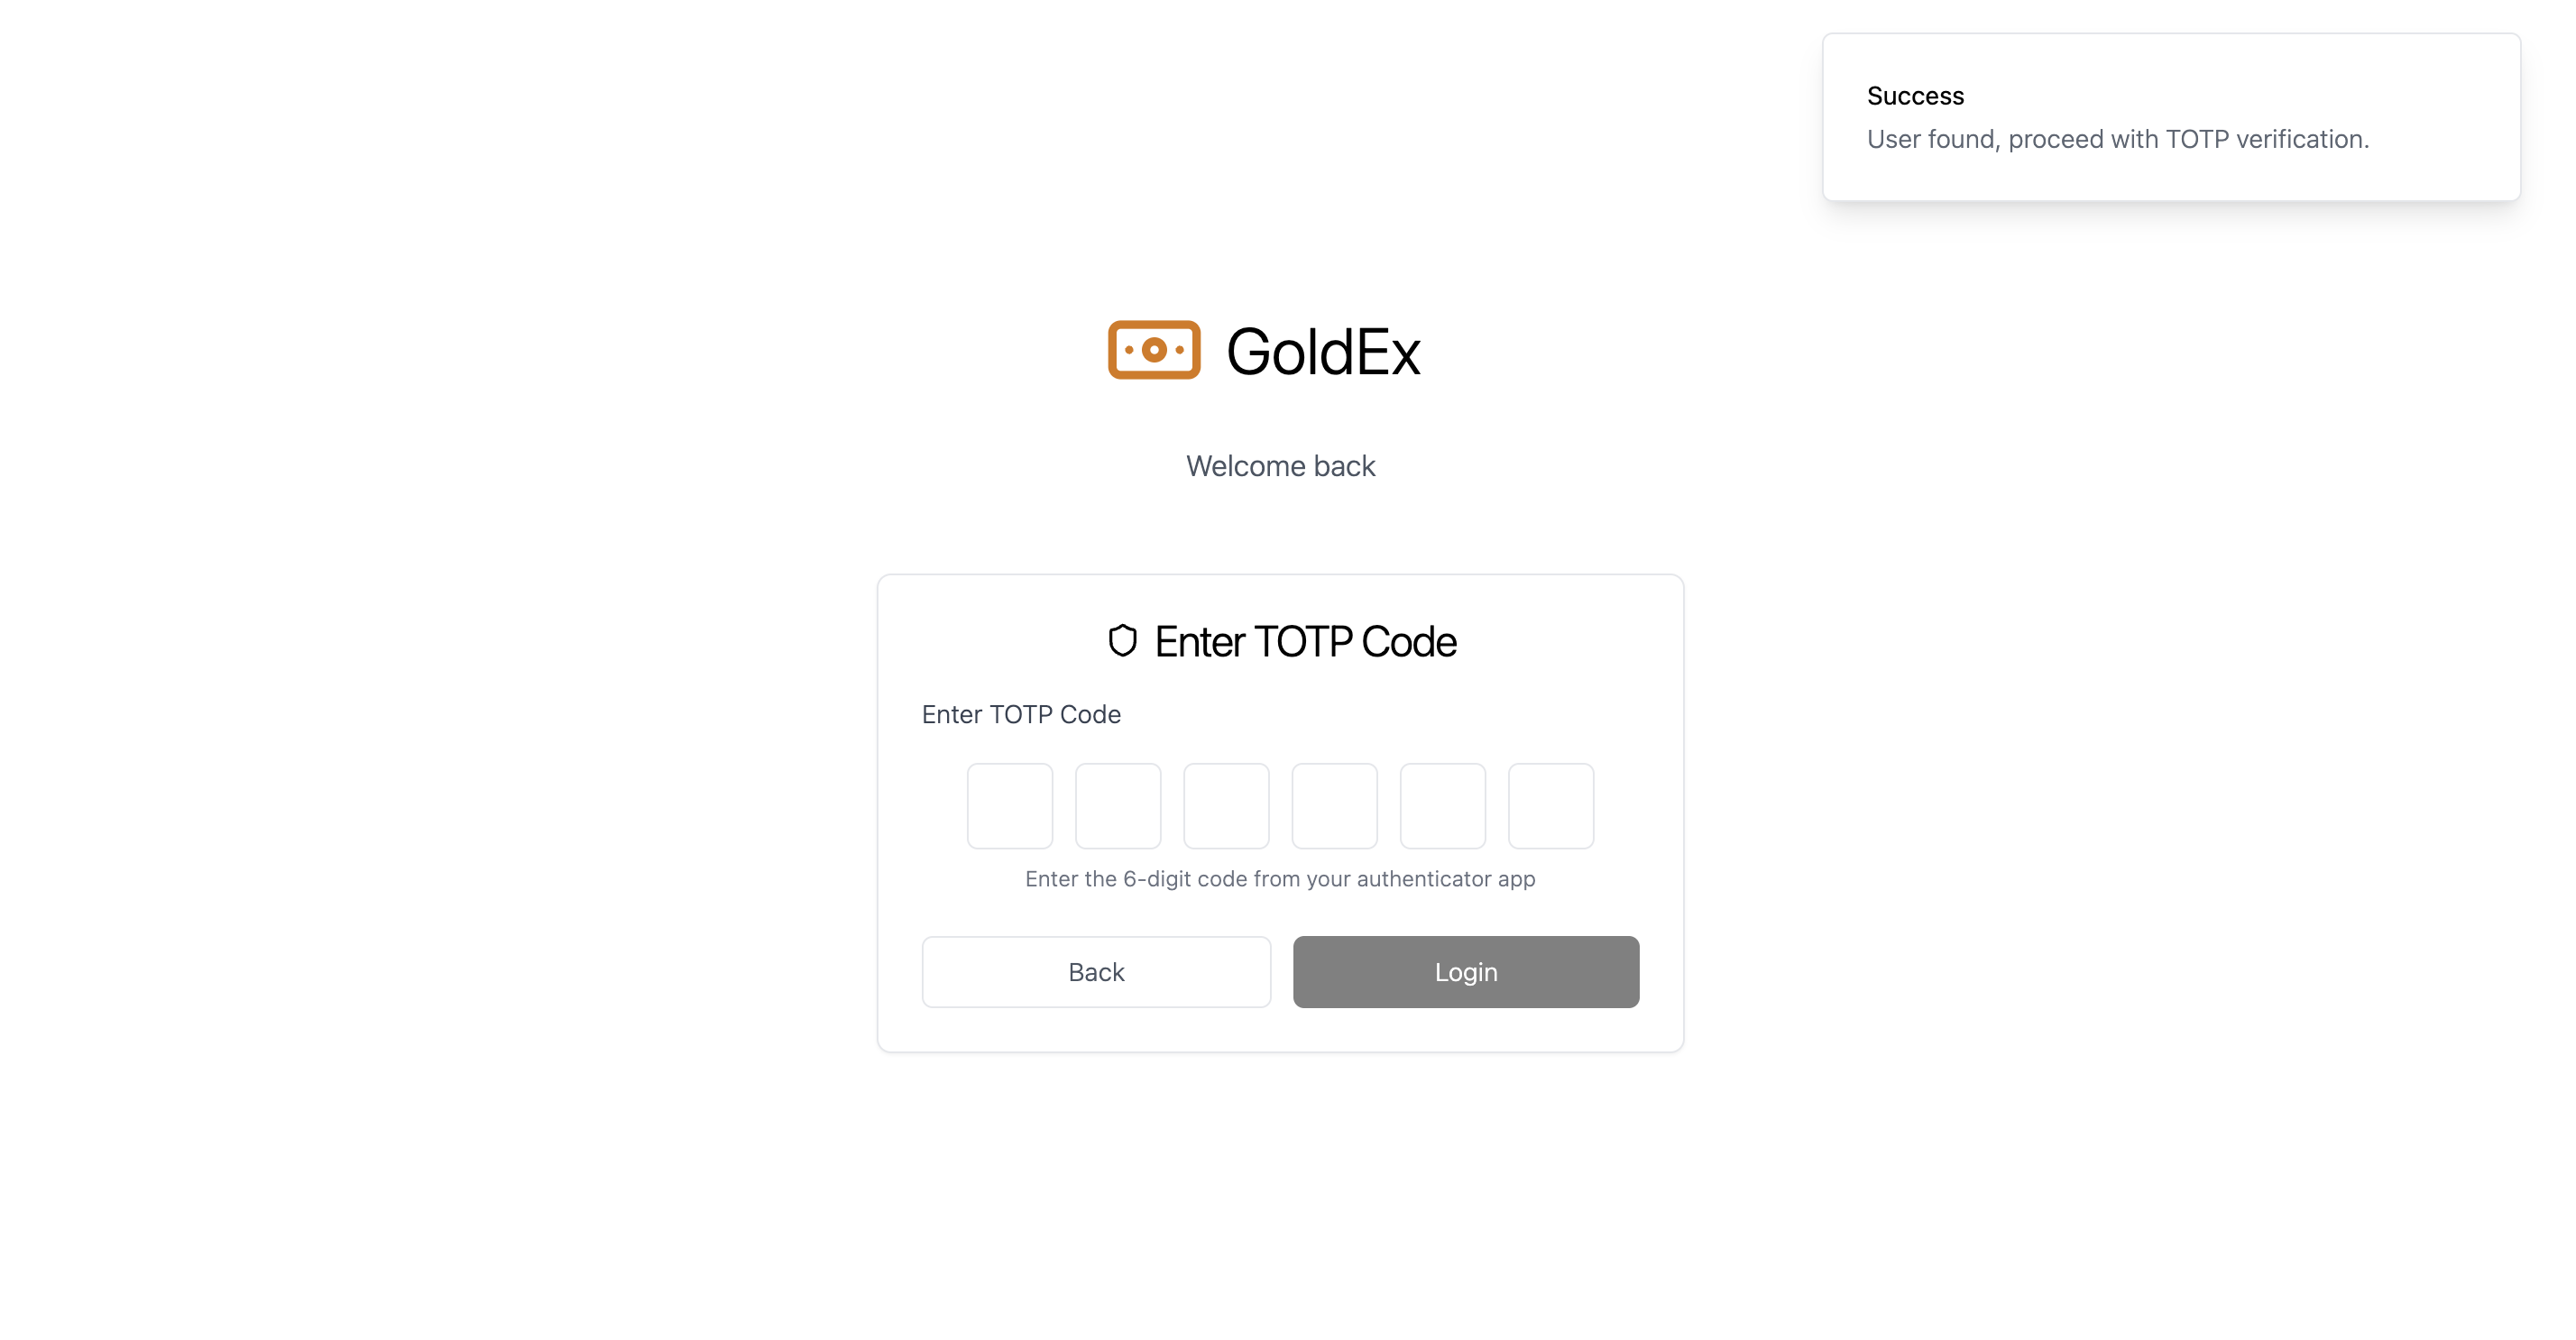 Success
User found, proceed with TOTP verification.
GoldEx
Welcome back
Enter TOTP Code
Enter TOTP Code
Enter the 6-digit code from your authenticator app
Back
Login